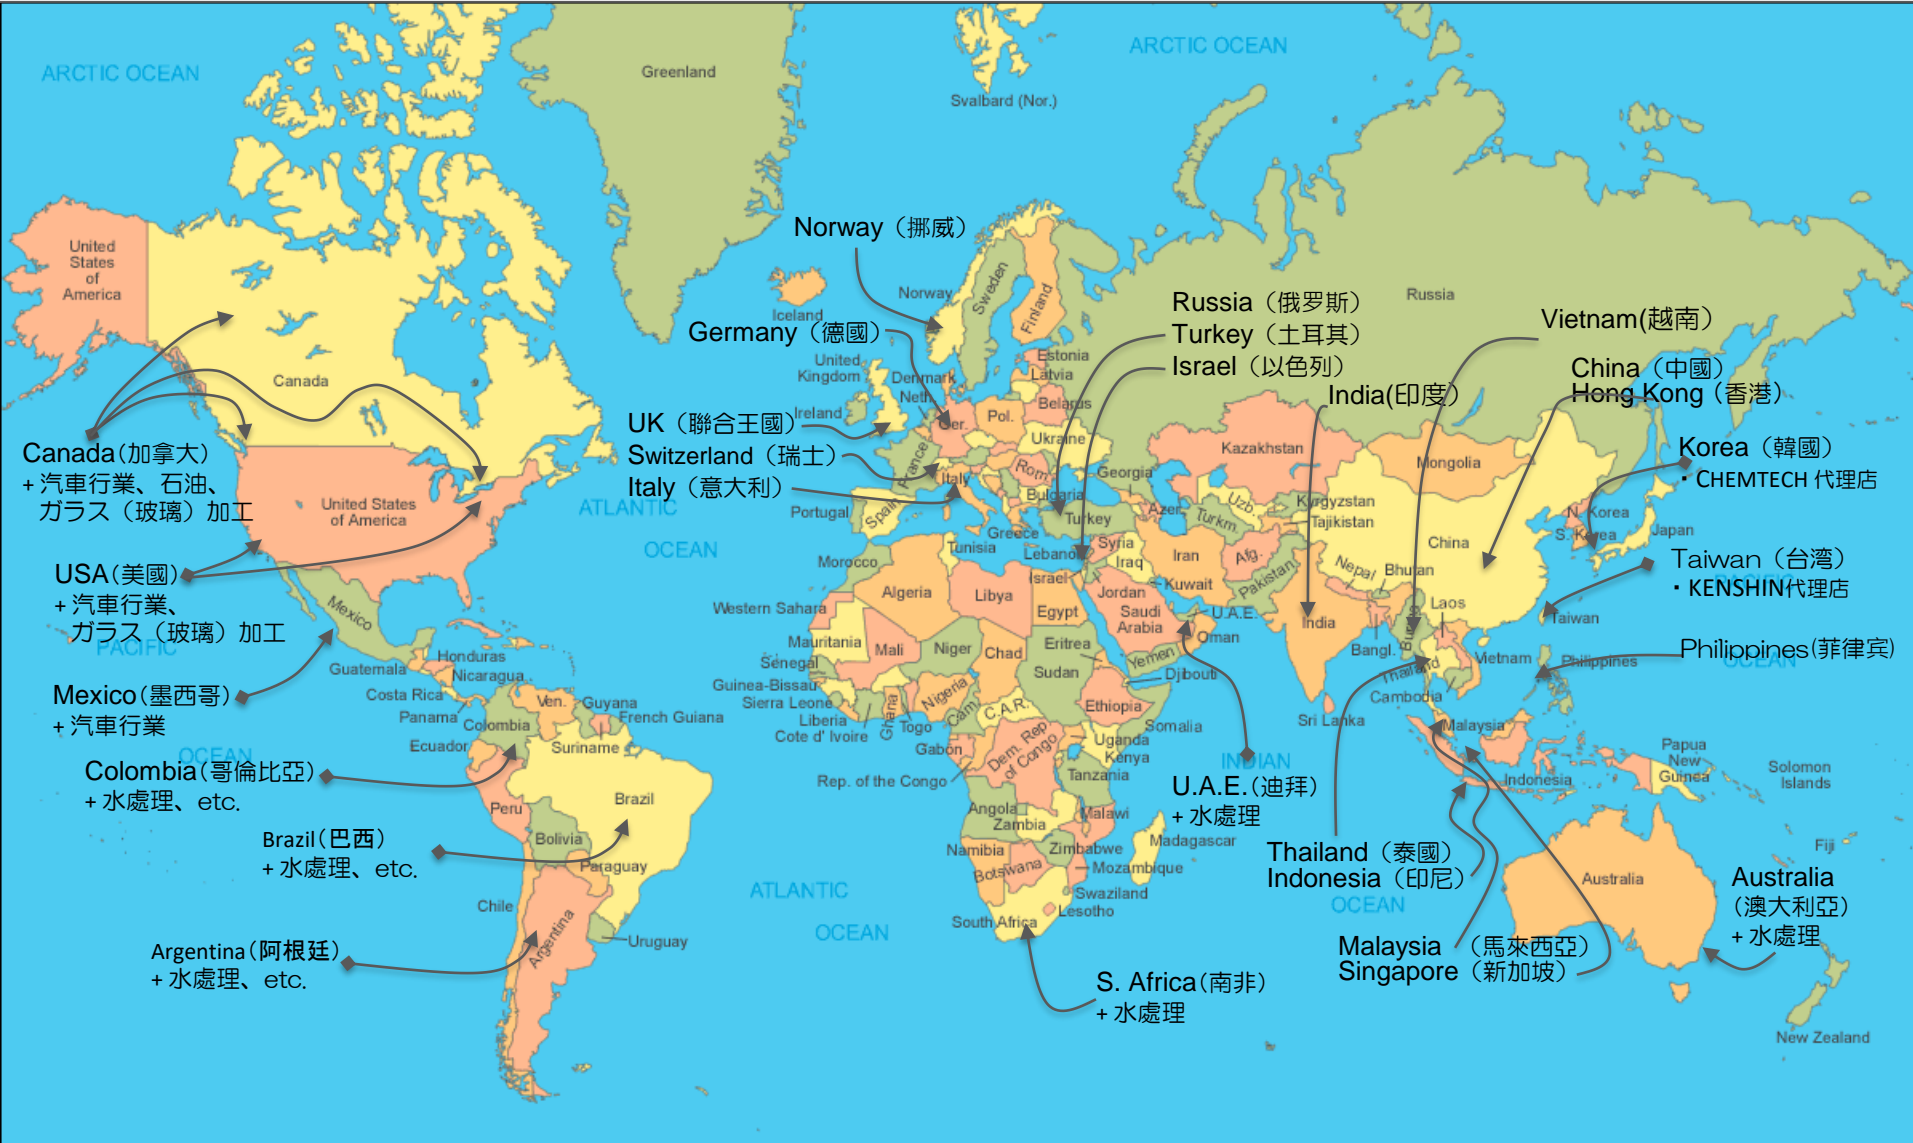 ARCTIC OCEAN
ARCTIC OCEAN
Greenland
Svalbard (Nor.)
United
States
of
America
Canada
United States
of America
Mexico
Guatemala
Honduras
Nicaragua
Costa Rica
Panama
Colombia
Ecuador
Ven.
Guyana
French Guiana
Suriname
Peru
Brazil
Bolivia
Paraguay
Chile
Argentina
Uruguay
PACIFIC
OCEAN
ATLANTIC
OCEAN
ATLANTIC
OCEAN
Canada(加拿大)
+ 汽車行業、石油、
ガラス（玻璃）加工
USA(美國)
+ 汽車行業、
ガラス（玻璃）加工
Mexico(墨西哥)
+ 汽車行業
Colombia(哥倫比亞)
+ 水處理、etc.
Brazil(巴西)
+ 水處理、etc.
Argentina(阿根廷)
+ 水處理、etc.
Norway（挪威）
Germany（德國）
UK（聯合王國）
Switzerland（瑞士）
Italy（意大利）
Iceland
Norway
Sweden
Finland
United
Kingdom
Ireland
Denmark
Neth.
Estonia
Latvia
Belarus
Pol.
Ger.
Ukraine
France
Rom.
Italy
Bulgaria
Spain
Portugal
Greece
Turkey
Georgia
Azer.
Russia
Kazakhstan
Uzb.
Turkm.
Kyrgyzstan
Tajikistan
Mongolia
China
N. Korea
S. Korea
Japan
Taiwan
Afg.
Pakistan
Nepal
Bhutan
India
Bangl.
Burma
Laos
Thailand
Vietnam
Cambodia
Philippines
Sri Lanka
Malaysia
Indonesia
Papua
New
Guinea
Solomon
Islands
Fiji
Australia
New Zealand
Syria
Lebanon
Iraq
Iran
Israel
Jordan
Kuwait
Saudi
Arabia
U.A.E.
Oman
Yemen
Morocco
Tunisia
Algeria
Libya
Egypt
Western Sahara
Mauritania
Mali
Niger
Chad
Sudan
Eritrea
Djibouti
Senegal
Guinea-Bissau
Sierra Leone
Liberia
Cote d' Ivoire
Ghana
Togo
Nigeria
Cam.
C.A.R.
Ethiopia
Somalia
Gabon
Rep. of the Congo
Dem. Rep.
of Congo
Uganda
Kenya
Tanzania
Angola
Zambia
Malawi
Namibia
Botswana
Zimbabwe
Mozambique
Madagascar
Swaziland
Lesotho
South Africa
INDIAN
OCEAN
PACIFIC
OCEAN
Russia（俄罗斯）
Turkey（土耳其）
Israel（以色列）
India(印度)
Vietnam(越南）
China（中國）
Hong Kong（香港）
Korea（韓國）
・CHEMTECH 代理店
Taiwan（台湾）
・KENSHIN代理店
Philippines(菲律宾)
U.A.E.(迪拜)
+ 水處理
Thailand（泰國）
Indonesia（印尼）
Malaysia （馬來西亞）
Singapore（新加坡）
Australia
（澳大利亞）
+ 水處理
S. Africa(南非)
+ 水處理